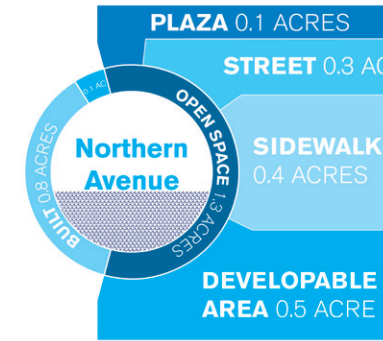 PLAZA 0.1 ACRES
STREET 0.3 AC
0.1 AC
OPEN SPACE 1.3 ACRES
Northern
Avenue
BUILT 0.8 ACRES
SIDEWALK
0.4 ACRES
DEVELOPABLE
AREA 0.5 ACRE